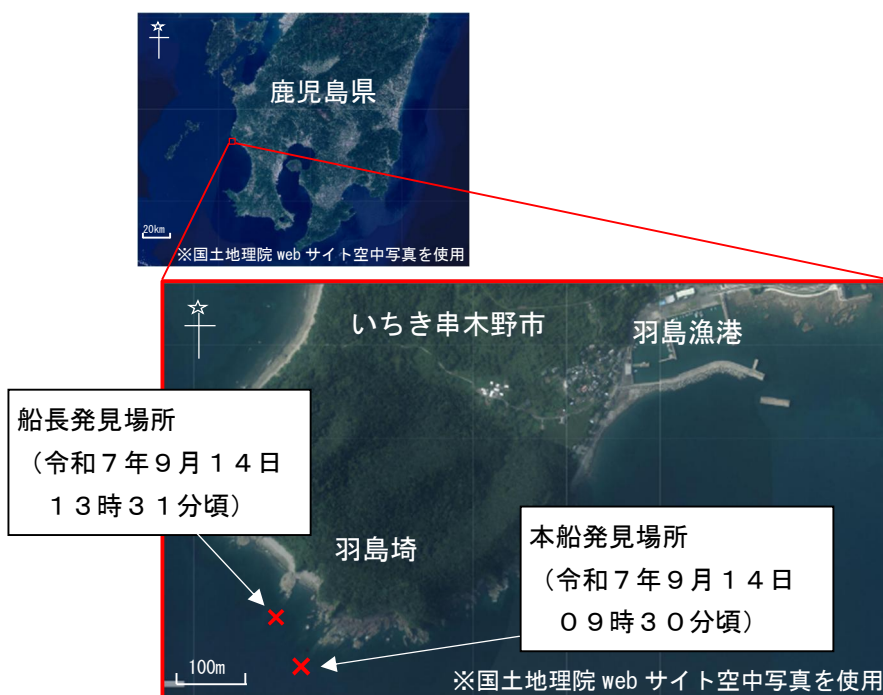 鹿児島県
20km
※国土地理院 web サイト空中写真を使用
いちき串木野市
羽島漁港
船長発見場所
（令和７年９月１４日
１３時３１分頃）
羽島埼
本船発見場所
（令和７年９月１４日
０９時３０分頃）
100m
※国土地理院 web サイト空中写真を使用